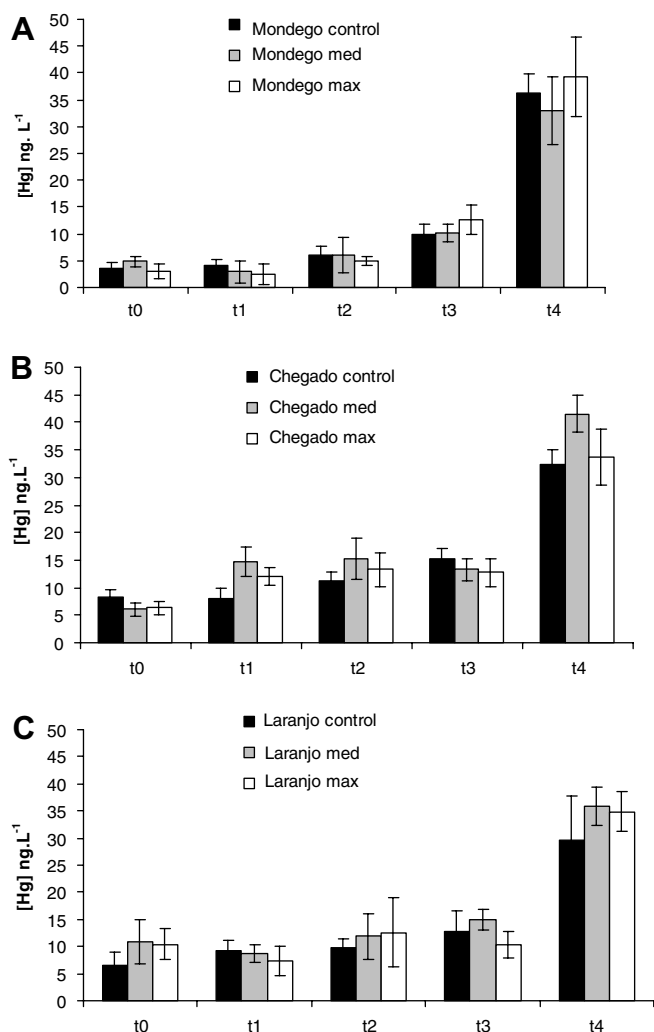 A
50
45
40
35
30
25
20
15
10
5
0
[Hg] ng. L⁻¹
Mondego control
Mondego med
Mondego max
t0 t1 t2 t3 t4
B
50
45
40
35
30
25
20
15
10
5
0
[Hg] ng.L⁻¹
Chegado control
Chegado med
Chegado max
t0 t1 t2 t3 t4
C
50
45
40
35
30
25
20
15
10
5
0
[Hg] ng.L⁻¹
Laranjo control
Laranjo med
Laranjo max
t0 t1 t2 t3 t4